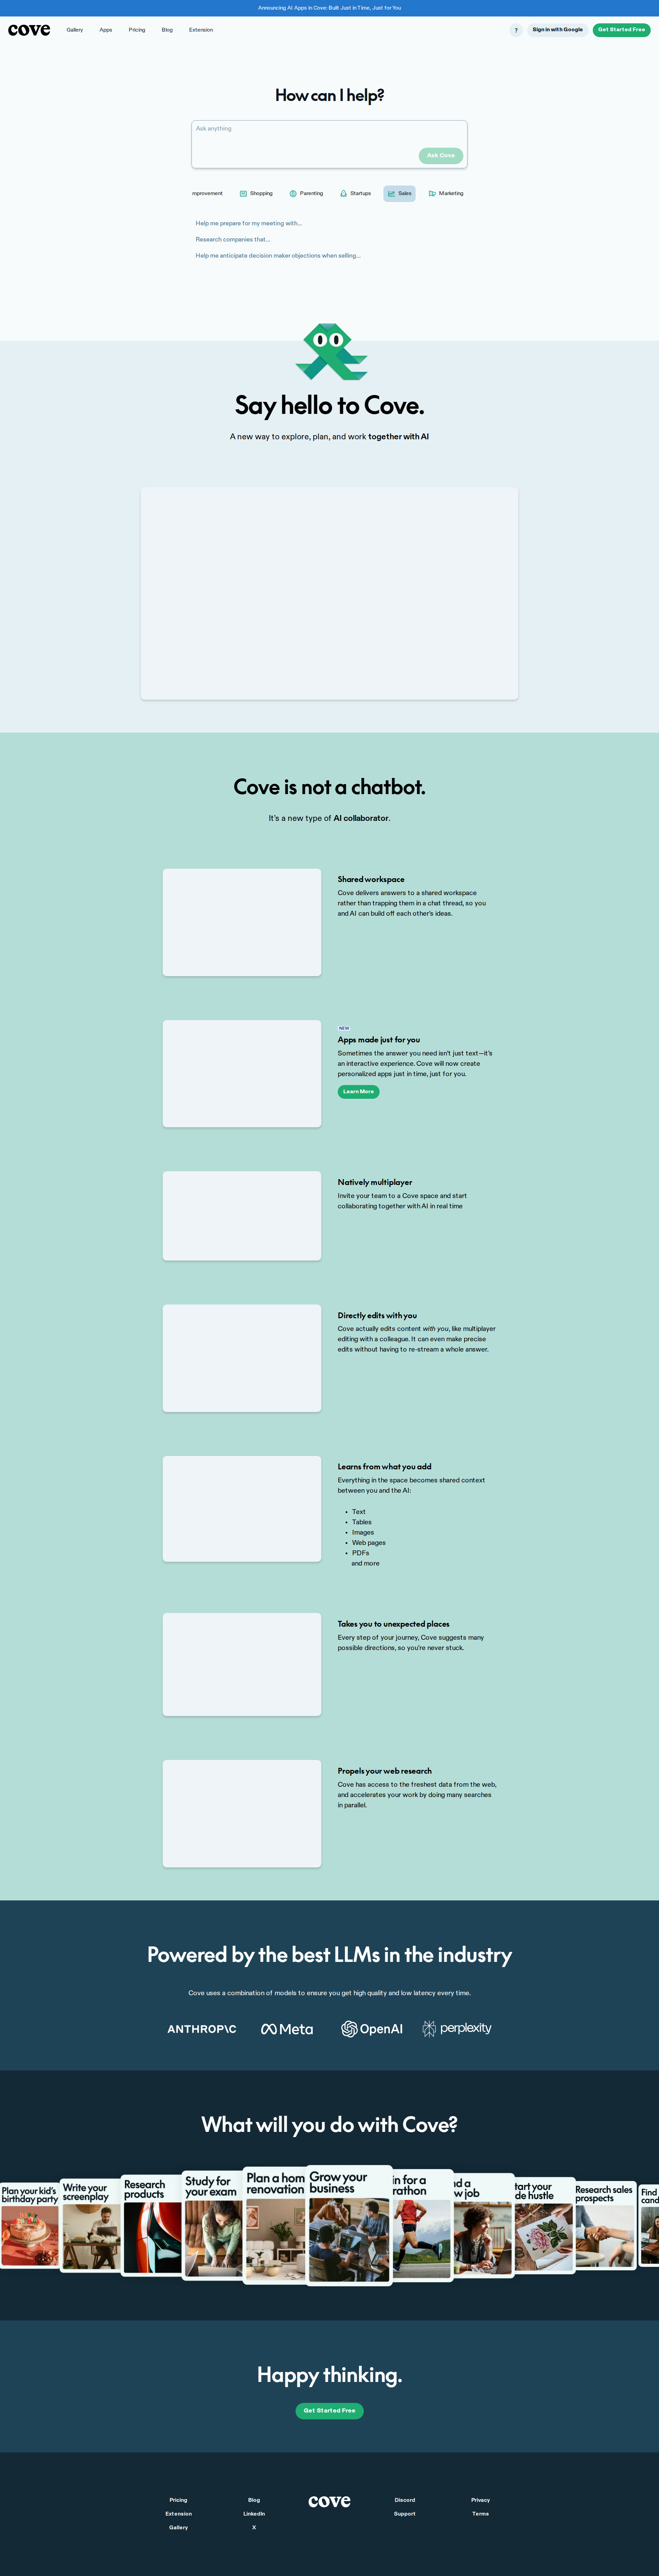 Announcing AI Apps in Cove: Built Just in Time, Just for You
cove
Gallery
Apps
Pricing
Blog
Extension
?
Sign in with Google
Get Started Free
How can I help?
Ask anything
Ask Cove
mprovement
Shopping
Parenting
Startups
Sales
Marketing
Help me prepare for my meeting with...
Research companies that...
Help me anticipate decision maker objections when selling...
Say hello to Cove.
A new way to explore, plan, and work together with AI
Cove is not a chatbot.
It's a new type of AI collaborator.
Shared workspace
Cove delivers answers to a shared workspace
rather than trapping them in a chat thread, so you
and AI can build off each other's ideas.
NEW
Apps made just for you
Sometimes the answer you need isn't just text—it's
an interactive experience. Cove will now create
personalized apps just in time, just for you.
Learn More
Natively multiplayer
Invite your team to a Cove space and start
collaborating together with AI in real time
Directly edits with you
Cove actually edits content with you, like multiplayer
editing with a colleague. It can even make precise
edits without having to re-stream a whole answer.
Learns from what you add
Everything in the space becomes shared context
between you and the AI:
• Text
• Tables
• Images
• Web pages
• PDFs
and more
Takes you to unexpected places
Every step of your journey, Cove suggests many
possible directions, so you're never stuck.
Propels your web research
Cove has access to the freshest data from the web,
and accelerates your work by doing many searches
in parallel.
Powered by the best LLMs in the industry
Cove uses a combination of models to ensure you get high quality and low latency every time.
ANTHROP\C
Meta
OpenAI
perplexity
What will you do with Cove?
Plan your kid's
birthday party
Write your
screenplay
Research
products
Study for
your exam
Plan a hom
renovation
Grow your
business
in for a
rathon
d a
w job
tart your
de hustle
Research sales
prospects
Find
cand
Happy thinking.
Get Started Free
Pricing
Extension
Gallery
Blog
LinkedIn
X
cove
Discord
Support
Privacy
Terms